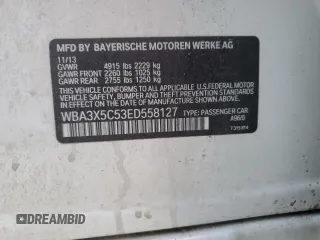 MFD BY BAYERISCHE MOTOREN WERKE AG
11/13
GVWR 4915 lbs 2229 kg
GAWR FRONT 2260 lbs 1025 kg
GAWR REAR 2755 lbs 1250 kg
THIS VEHICLE CONFORMS TO ALL APPLICABLE
FEDERAL MOTOR VEHICLE SAFETY, BUMPER, AND
THEFT PREVENTION STANDARDS IN EFFECT ON THE
DATE OF MANUFACTURE SHOWN ABOVE.
WBA3X5C53ED558127 TYPE: PASSENGER CAR
A96/0
DREAMBID